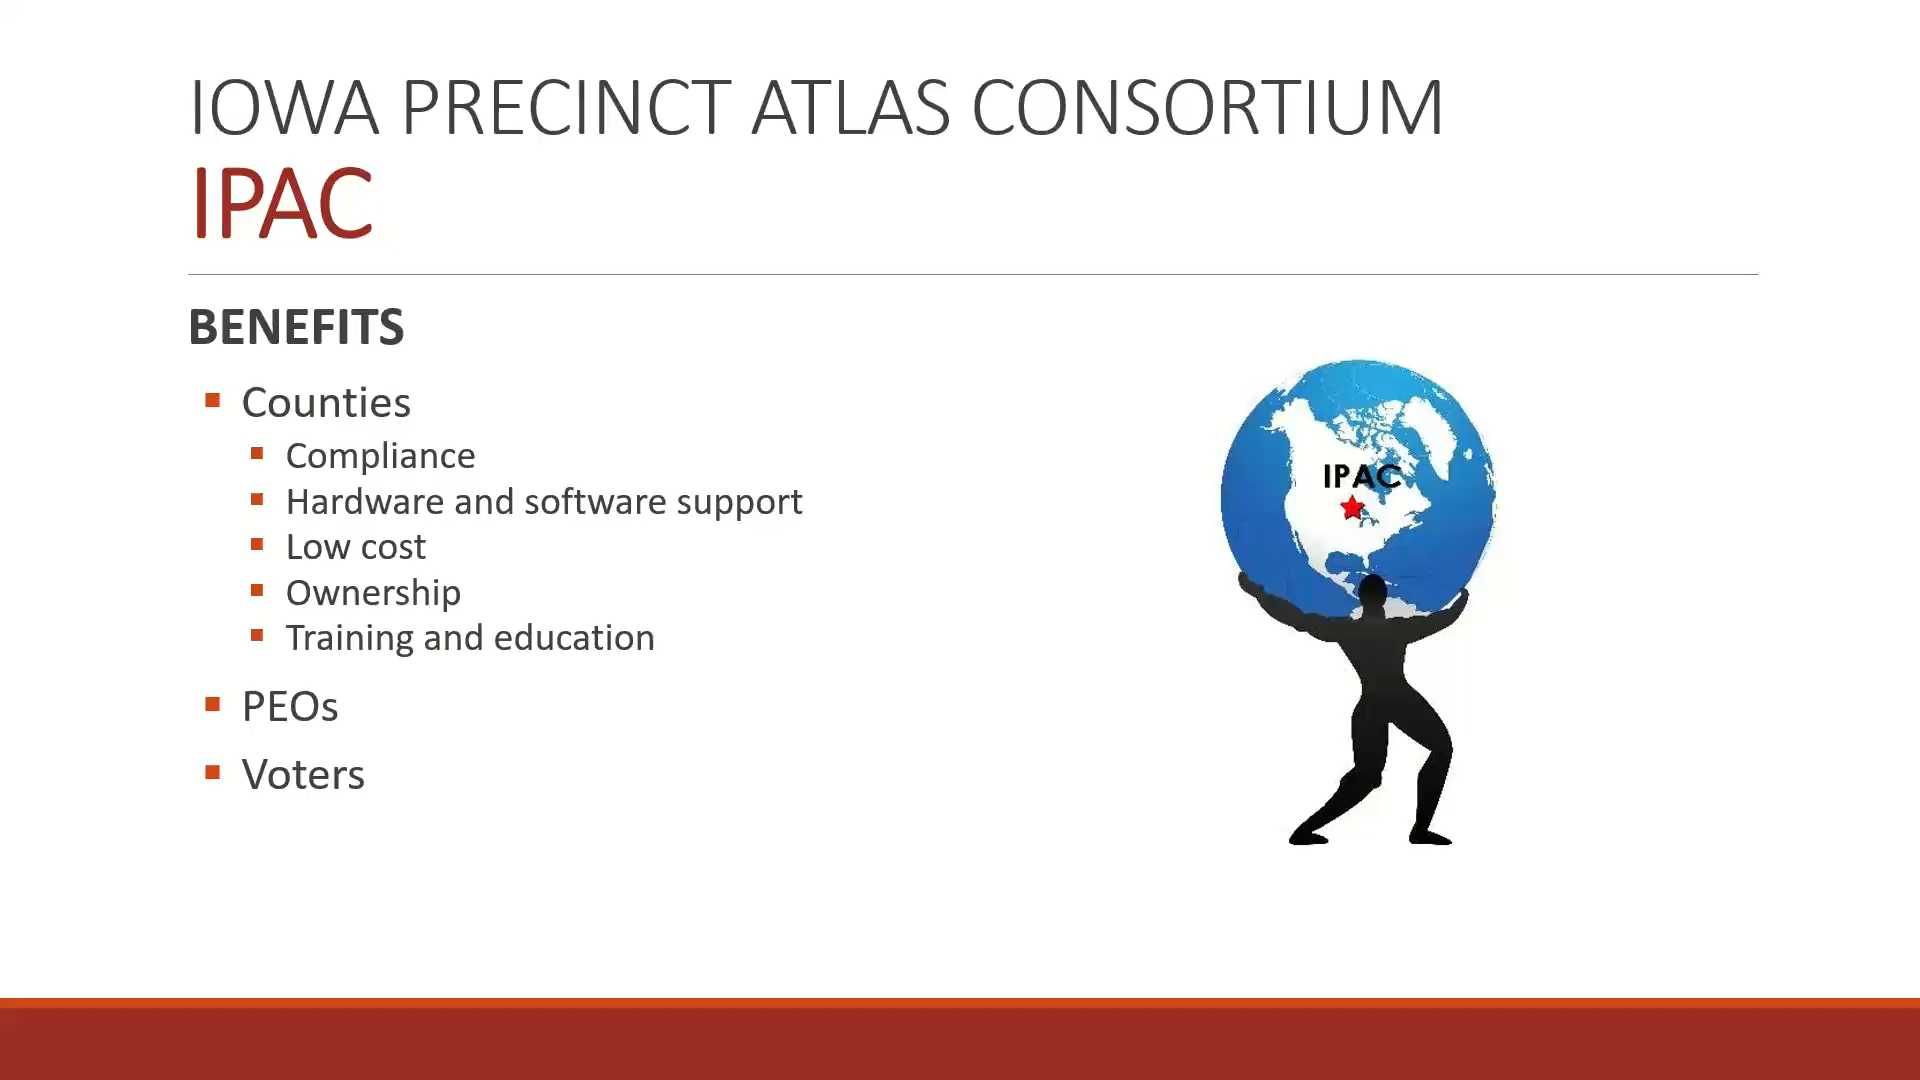 IOWA PRECINCT ATLAS CONSORTIUM
IPAC
BENEFITS
Counties
Compliance
Hardware and software support
Low cost
Ownership
Training and education
PEOs
Voters
IPAC